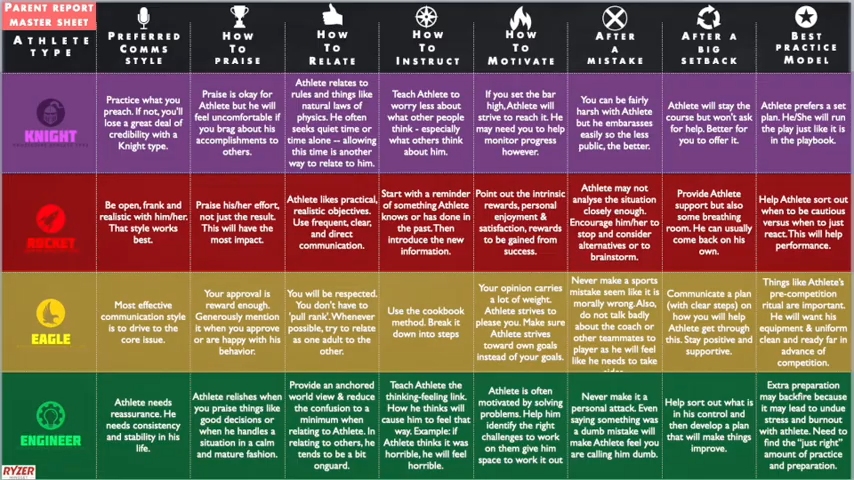 PARENT REPORT
MASTER SHEET
ATHLETE
TYPE
PREFERRED
COMMS
STYLE
HOW
TO
PRAISE
HOW
TO
RELATE
HOW
TO
INSTRUCT
HOW
TO
MOTIVATE
AFTER
A
MISTAKE
AFTER A
BIG
SETBACK
BEST
PRACTICE
MODEL
KNIGHT
Practice what you
preach. If not, you'll
lose a great deal of
credibility with a
Knight type.
Praise is okay for
Athlete but he will
feel uncomfortable if
you brag about his
accomplishments to
others.
Athlete relates to
rules and things like
natural laws of
physics. He often
seeks quiet time or
time alone -- allowing
this time is another
way to relate to him.
Teach Athlete to
worry less about
what other people
think - especially
what others think
about him.
If you set the bar
high, Athlete will
strive to reach it. He
may need you to help
monitor progress
however.
You can be fairly
harsh with Athlete
but he embarasses
easily so the less
public, the better.
Athlete will stay the
course but won't ask
for help. Better for
you to offer it.
Athlete prefers a set
plan. He/She will run
the play just like it is
in the playbook.
ROCKET
Be open, frank and
realistic with him/her.
That style works
best.
Praise his/her effort,
not just the result.
This will have the
most impact.
Athlete likes practical,
realistic objectives.
Use frequent, clear,
and direct
communication.
Start with a reminder
of something Athlete
knows or has done in
the past. Then
introduce the new
information.
Point out the intrinsic
rewards, personal
enjoyment &
satisfaction, rewards
to be gained from
success.
Athlete may not
analyse the situation
closely enough.
Encourage him/her to
stop and consider
alternatives or to
brainstorm.
Provide Athlete
support but also
some breathing
room. He can usually
come back on his
own.
Help Athlete sort out
when to be cautious
versus when to just
react. This will help
performance.
EAGLE
Most effective
communication style
is to drive to the
core issue.
Your approval is
reward enough.
Generously mention
it when you approve
or are happy with his
behavior.
You will be respected.
You don't have to
'pull rank'. Whenever
possible, try to relate
as one adult to the
other.
Use the cookbook
method. Break it
down into steps
Your opinion carries
a lot of weight.
Athlete strives to
please you. Make sure
Athlete strives
toward own goals
instead of your goals.
Never make a sports
mistake seem like it is
morally wrong. Also,
do not talk badly
about the coach or
other teammates to
player as he will feel
like he needs to take
Communicate a plan
(with clear steps) on
how you will help
Athlete get through
this. Stay positive and
supportive.
Things like Athlete's
pre-competition
ritual are important.
He will want his
equipment & uniform
clean and ready far in
advance of
competition.
ENGINEER
Athlete needs
reassurance. He
needs consistency
and stability in his
life.
Athlete relishes when
you praise things like
good decisions or
when he handles a
situation in a calm
and mature fashion.
Provide an anchored
world view & reduce
the confusion to a
minimum when
relating to Athlete. In
relating to others, he
tends to be a bit
onguard.
Teach Athlete the
thinking-feeling link.
How he thinks will
cause him to feel that
way. Example: if
Athlete thinks it was
horrible, he will feel
horrible.
Athlete is often
motivated by solving
problems. Help him
identify the right
challenges to work
on them give him
space to work it out
Never make it a
personal attack. Even
saying something was
a dumb mistake will
make Athlete feel you
are calling him dumb.
Help sort out what is
in his control and
then develop a plan
that will make things
improve.
Extra preparation
may backfire because
it may lead to undue
stress and burnout
with athlete. Need to
find the "just right"
amount of practice
and preparation.
RYZER